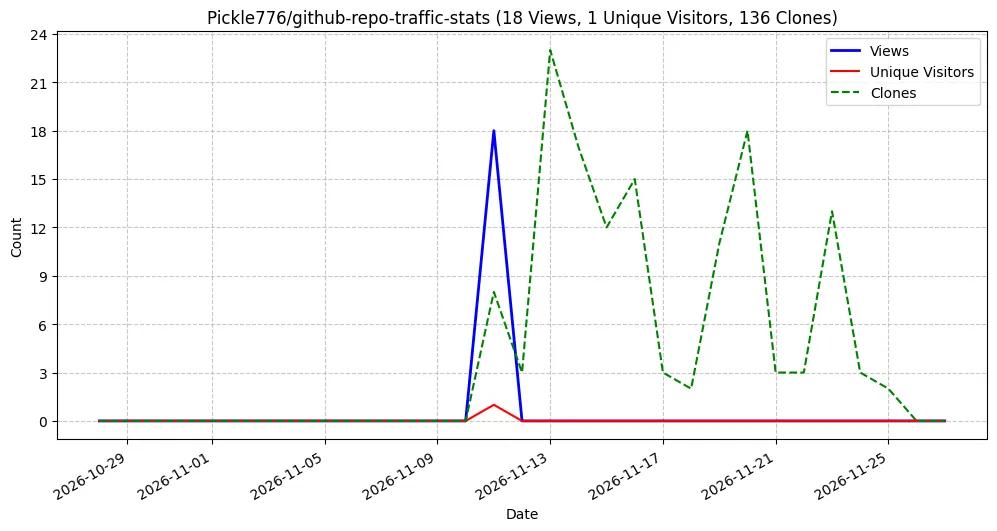 Pickle776/github-repo-traffic-stats (18 Views, 1 Unique Visitors, 136 Clones)
24
21
18
15
12
9
6
3
0
Count
Views
Unique Visitors
Clones
2026-10-29
2026-11-01
2026-11-05
2026-11-09
2026-11-13
2026-11-17
2026-11-21
2026-11-25
Date